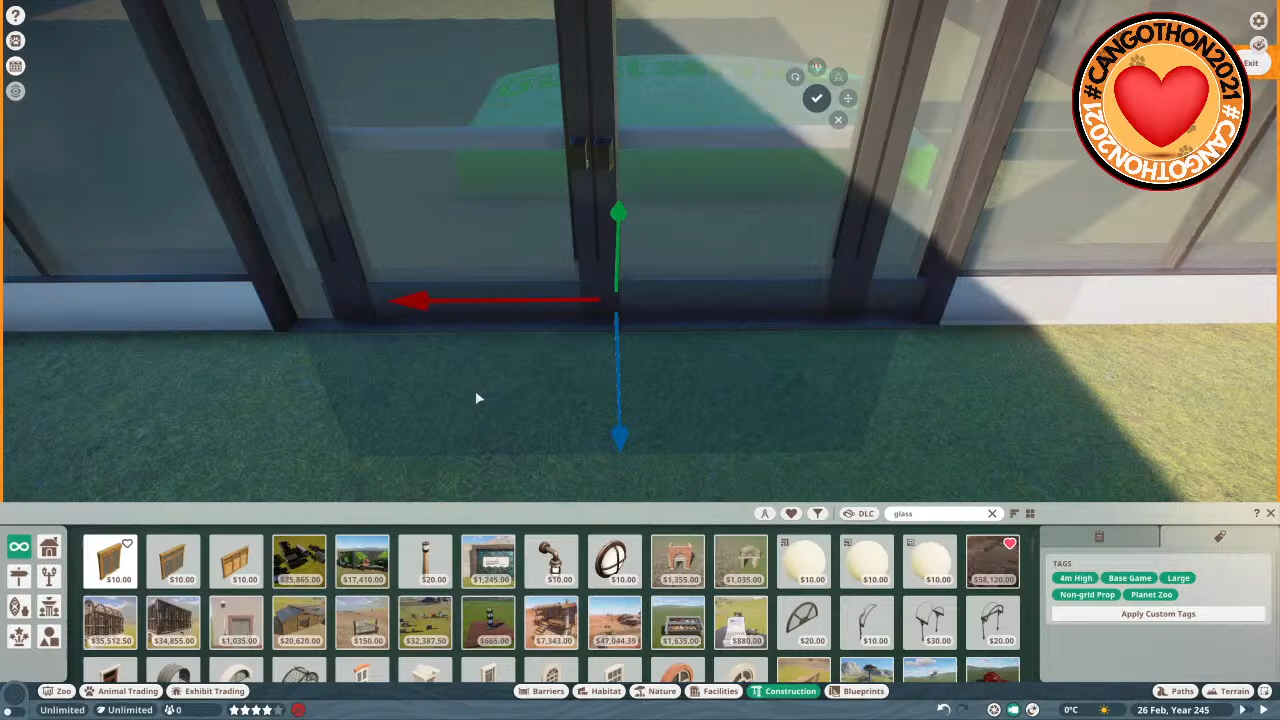 #CANGOTHON2021
#CANGOTHON2021
Exit
DLC
glass
?
$10.00
$10.00
$10.00
$25,865.00
$17,410.00
$20.00
$1,245.00
$10.00
$10.00
$1,355.00
$1,035.00
$10.00
$10.00
$10.00
$58,120.00
$35,512.50
$34,855.00
$1,035.00
$20,620.00
$150.00
$32,387.50
$665.00
$7,343.00
$47,044.39
$1,635.00
$880.00
$20.00
$10.00
$30.00
$20.00
TAGS
4m High
Base Game
Large
Non-grid Prop
Planet Zoo
Apply Custom Tags
Zoo
Animal Trading
Exhibit Trading
Barriers
Habitat
Nature
Facilities
Construction
Blueprints
Paths
Terrain
Unlimited
Unlimited
0
0°C
26 Feb, Year 245